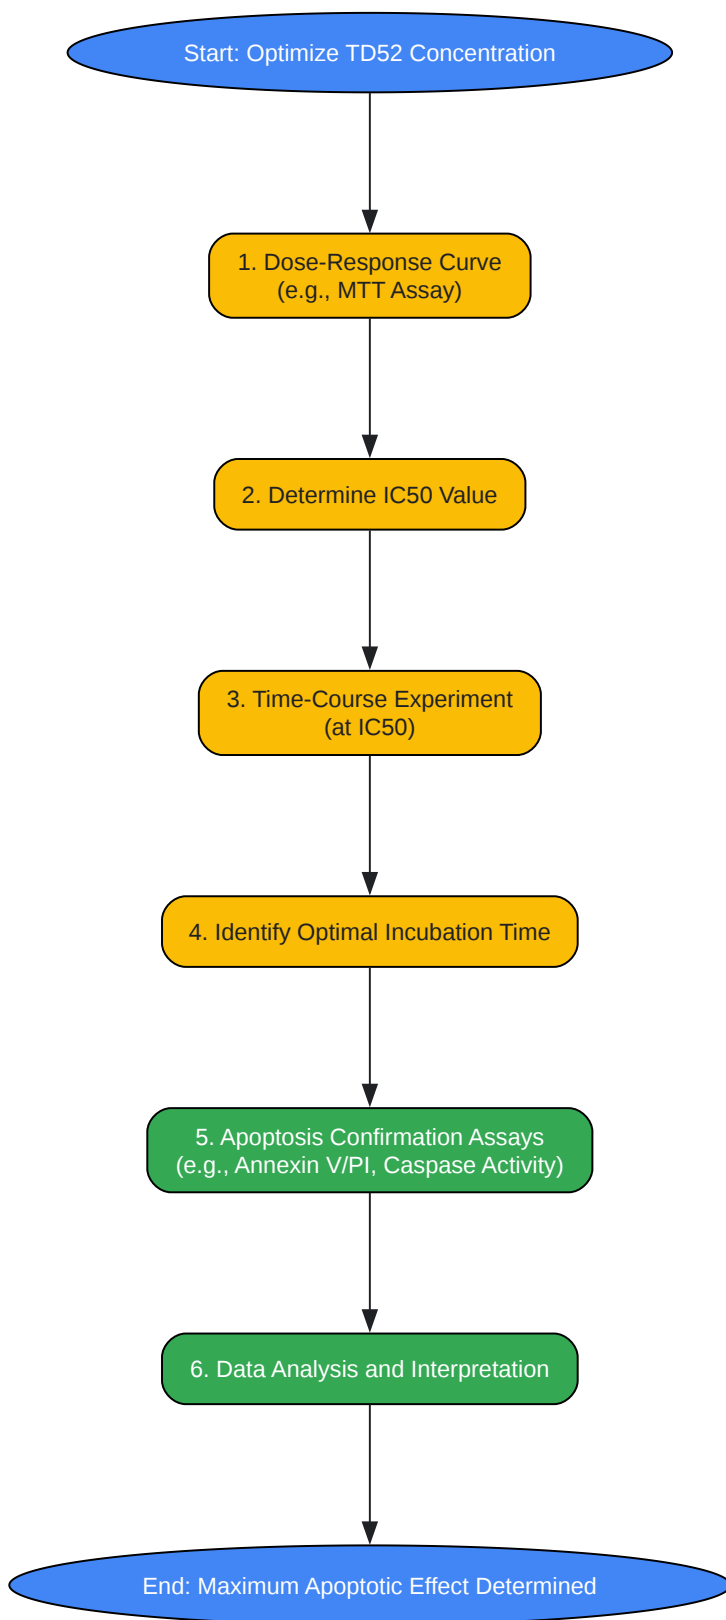 Start: Optimize TD52 Concentration
1. Dose-Response Curve
(e.g., MTT Assay)
2. Determine IC50 Value
3. Time-Course Experiment
(at IC50)
4. Identify Optimal Incubation Time
5. Apoptosis Confirmation Assays
(e.g., Annexin V/PI, Caspase Activity)
6. Data Analysis and Interpretation
End: Maximum Apoptotic Effect Determined